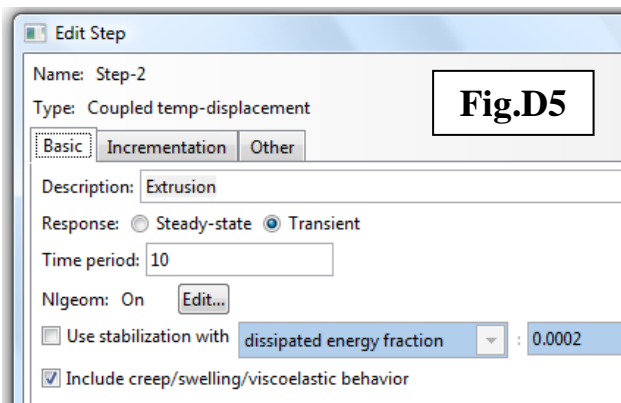 Edit Step
Name: Step-2
Type: Coupled temp-displacement
Fig.D5
Basic Incrementation Other
Description: Extrusion
Response: Steady-state Transient
Time period: 10
Nlgeom: On Edit...
Use stabilization with dissipated energy fraction : 0.0002
Include creep/swelling/viscoelastic behavior